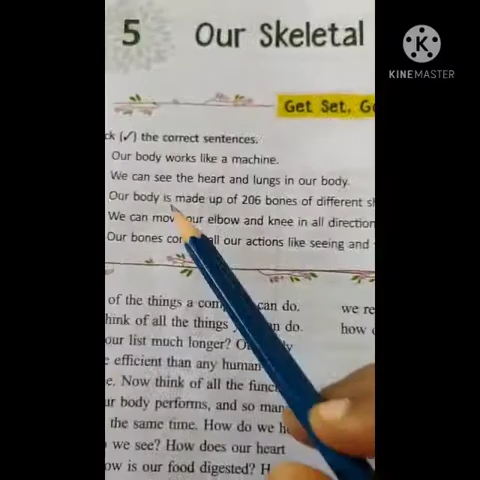 5 Our Skeletal
KINEMASTER
Get Set, G
ck (✓) the correct sentences.
Our body works like a machine.
We can see the heart and lungs in our body.
Our body is made up of 206 bones of different s
We can mov our elbow and knee in all direction
Our bones con all our actions like seeing and
of the things a com can do.
hink of all the things y n do.
our list much longer? O
efficient than any human
e. Now think of all the func
ur body performs, and so man
the same time. How do we h
we see? How does our heart
ow is our food digested? H
we re
how